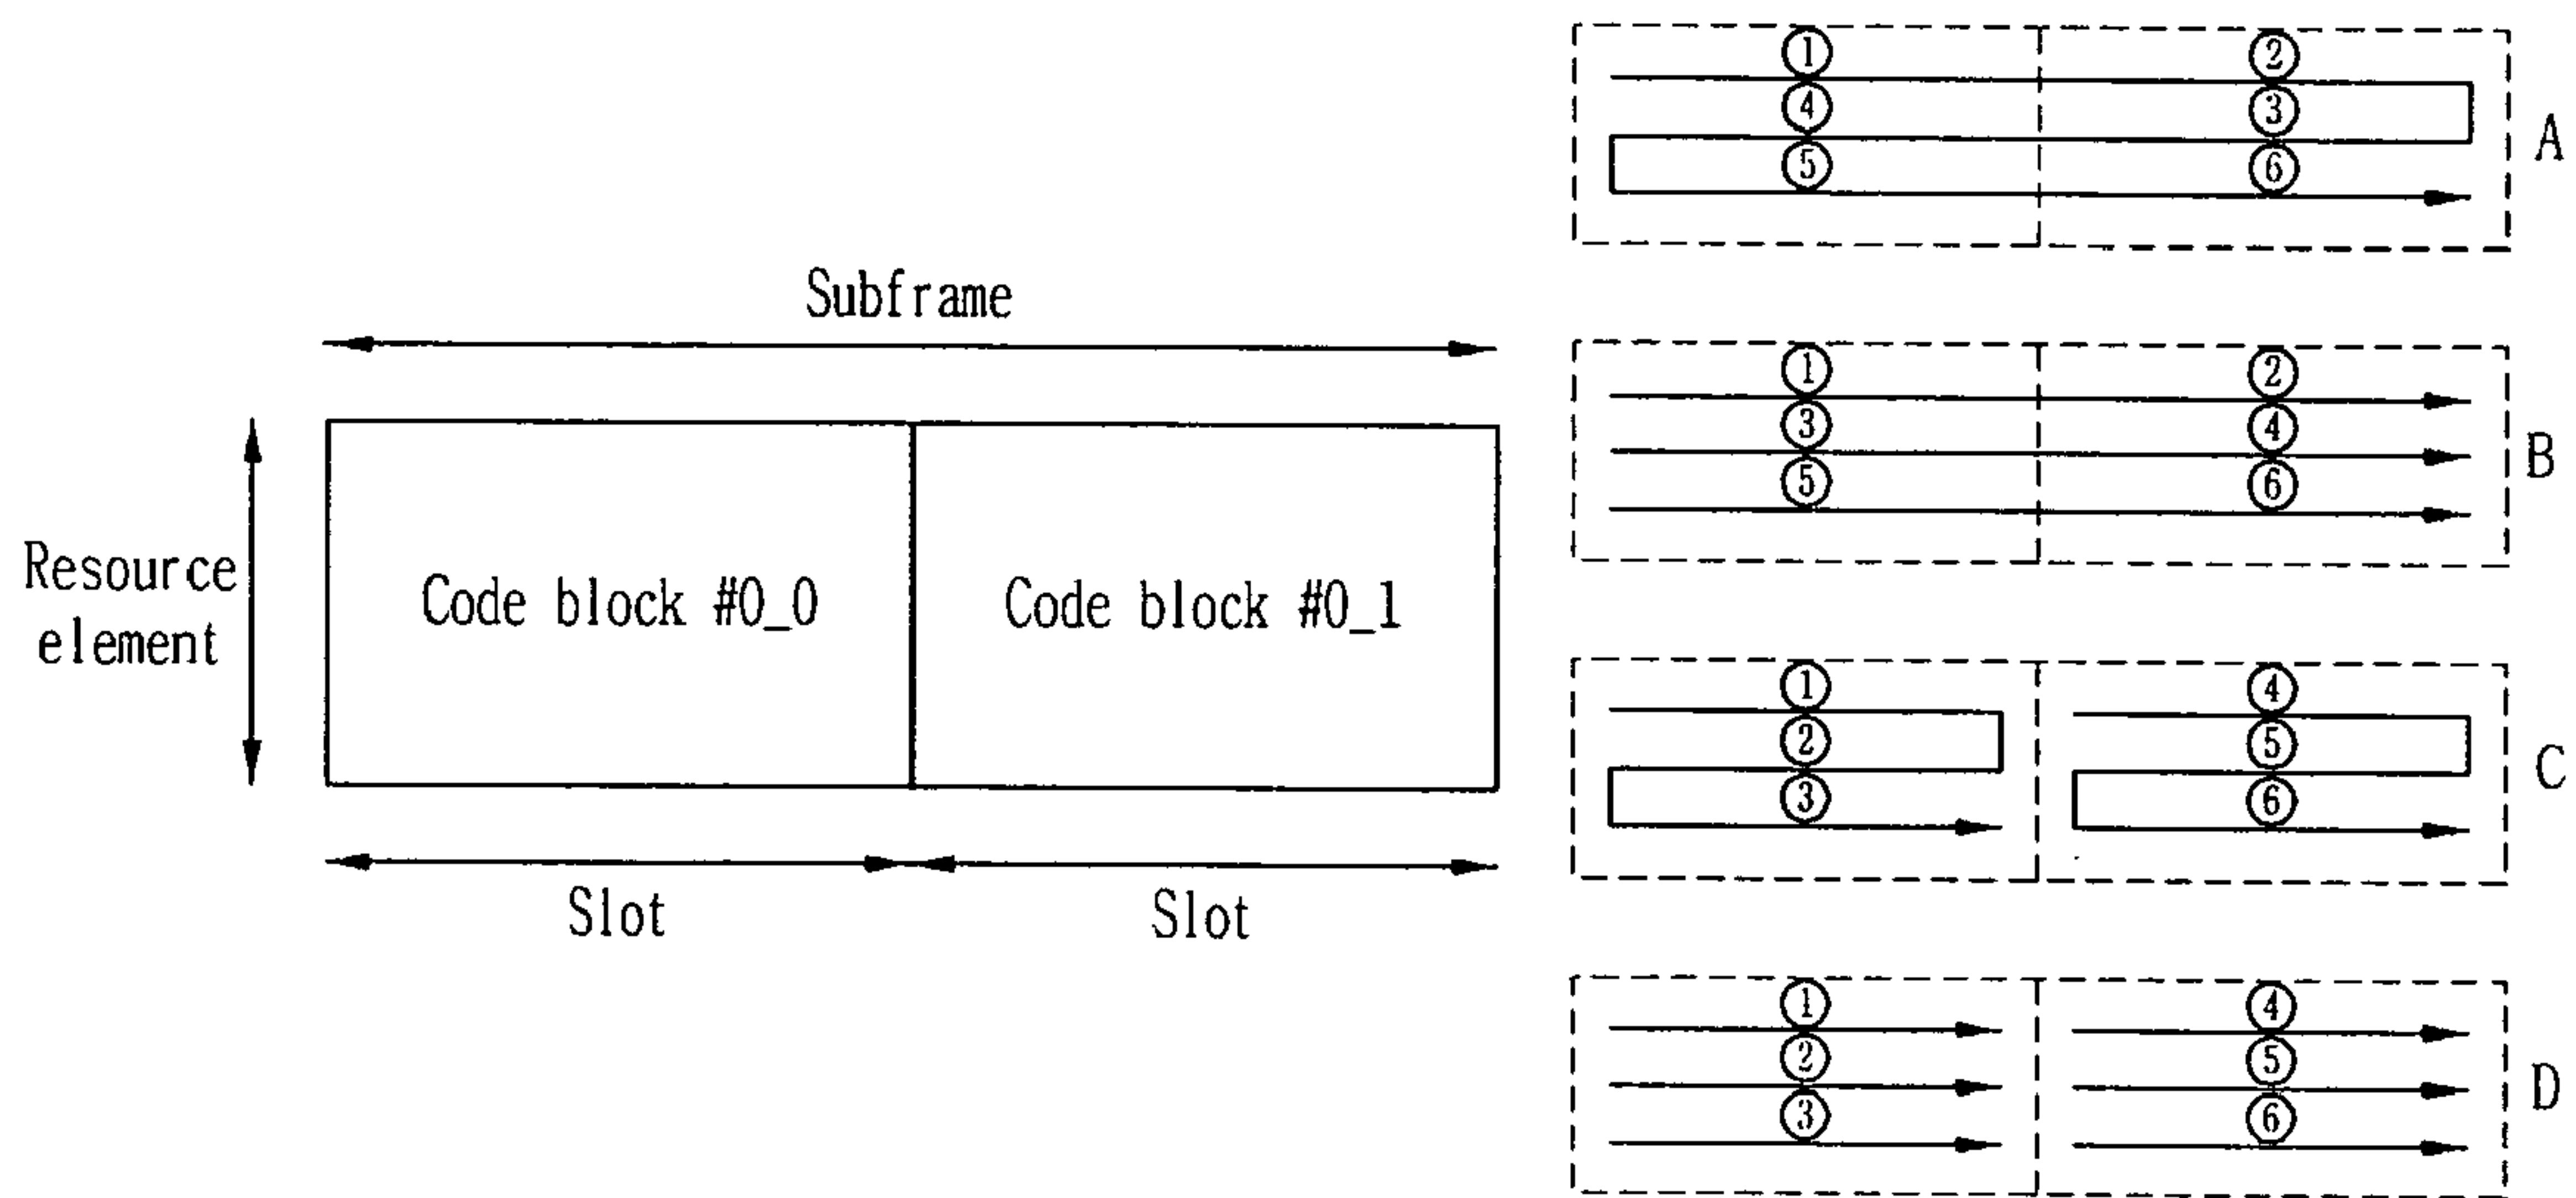 Subframe
Resource
element
Code block #0_0
Code block #0_1
Slot
Slot
① ②
④ ③
⑤ ⑥
A
① ②
③ ④
⑤ ⑥
B
① ④
② ⑤
③ ⑥
C
① ④
② ⑤
③ ⑥
D